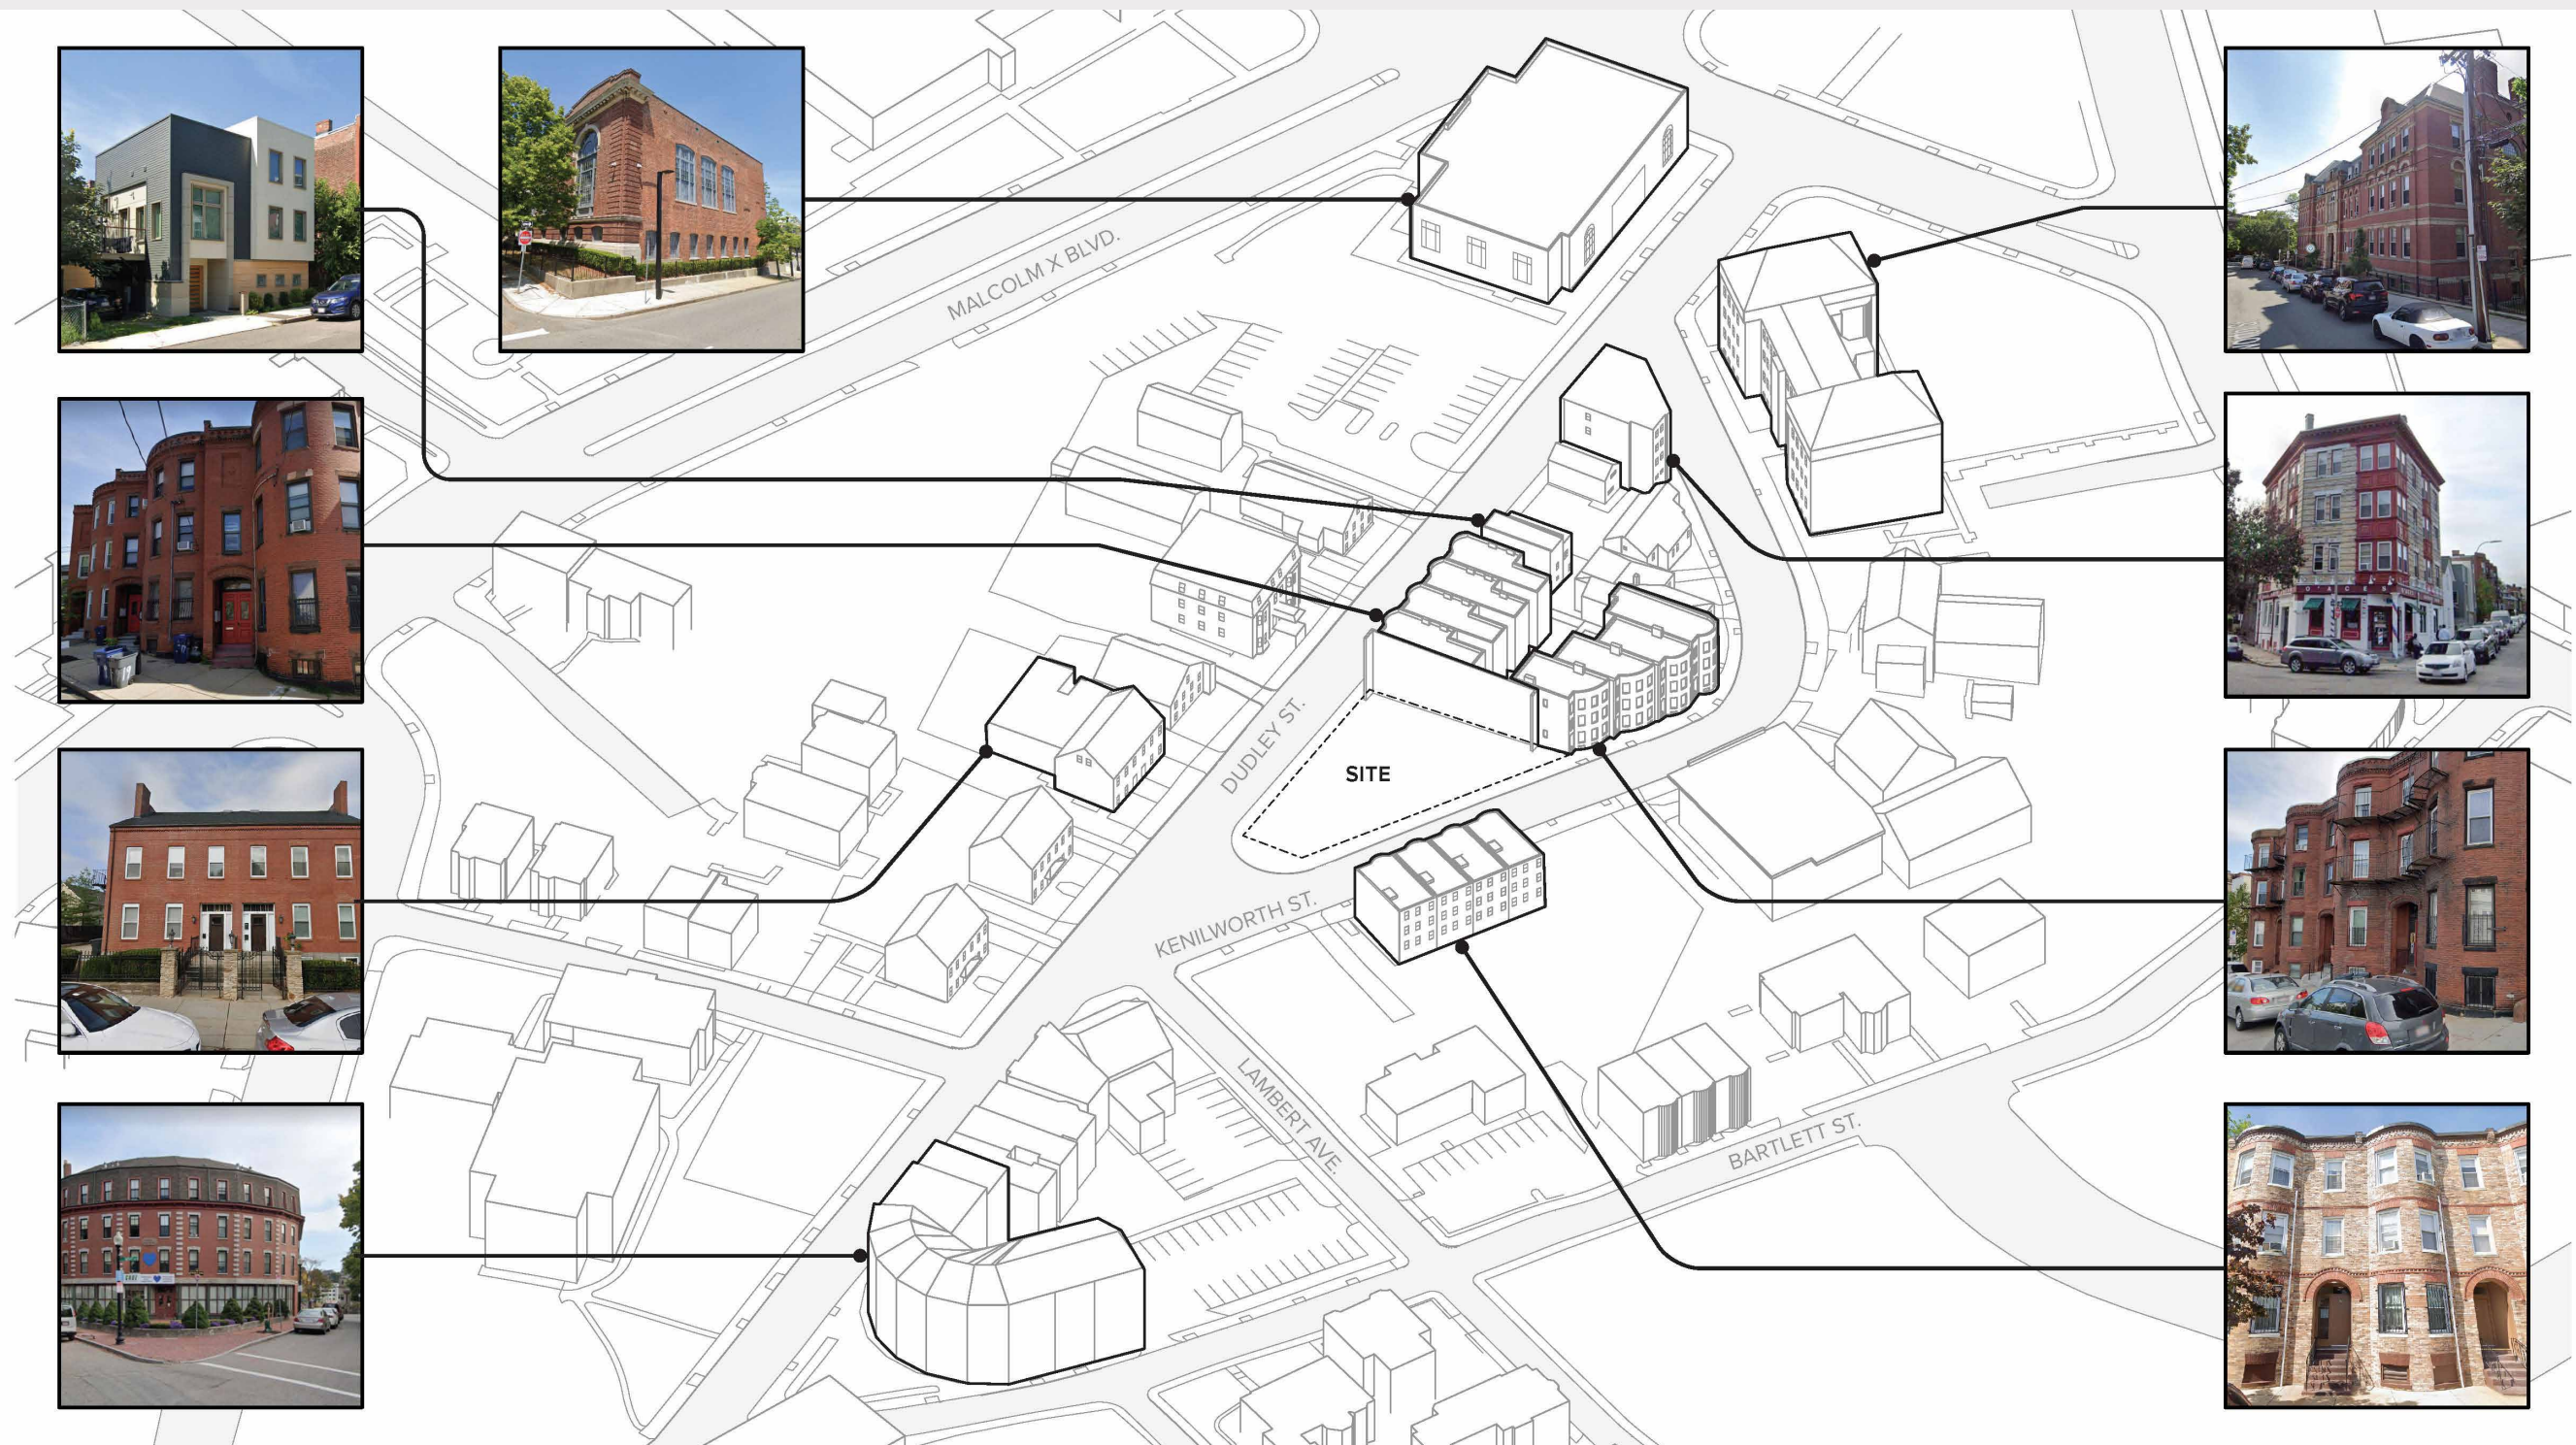 MALCOLM X BLVD.
DUDLEY ST.
SITE
KENILWORTH ST.
LAMBERT AVE.
BARTLETT ST.